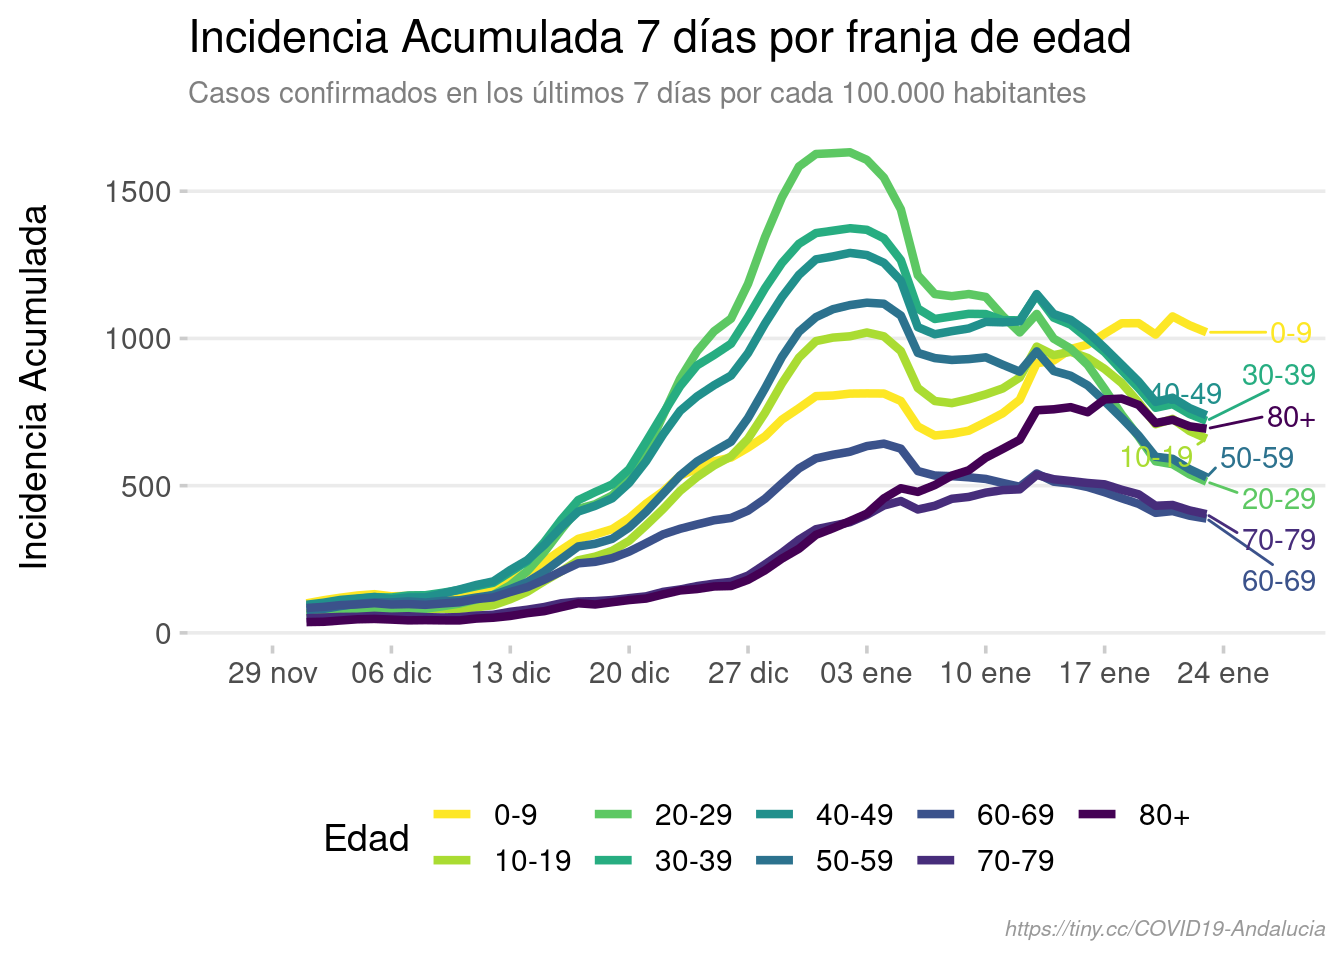 Incidencia Acumulada 7 días por franja de edad
Casos confirmados en los últimos 7 días por cada 100.000 habitantes
Incidencia Acumulada
1500
1000
500
0
0-9
30-39
40-49
80+
10-19
50-59
20-29
70-79
60-69
29 nov 06 dic 13 dic 20 dic 27 dic 03 ene 10 ene 17 ene 24 ene
Edad
0-9 20-29 40-49 60-69 80+
10-19 30-39 50-59 70-79
https://tiny.cc/COVID19-Andalucia